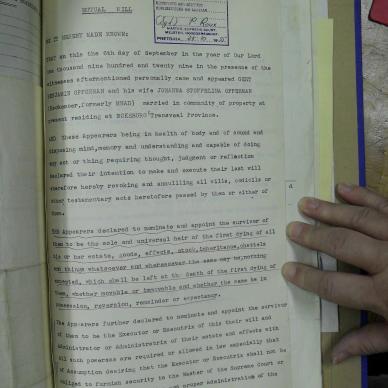 MUTUAL WILL
BE IT HEREBY MADE KNOWN:
THAT on this the 6th day of September in the year of Our Lord
one thousand nine hundred and twenty nine in the presence of the
witnesses aforementioned personally came and appeared GERT
BENJAMIN OPPERMAN and his wife JOHANNA STOFFELINA OPPERMAN
married in community of property at
present residing at BOKSBURG Transvaal Province.
AND These Appearers being in health of body and of sound and
disposing mind, memory and understanding and capable of doing
any act or thing requiring thought, judgment or reflection
declared their intention to make and execute their last will
therefore hereby revoking and annulling all wills, codicils or
other testamentary acts heretofore passed by them or either of
them.
The Appearers declared to nominate and appoint the survivor of
them to be the sole and universal heir of the first dying of all
his or her estate, goods, effects, stock, inheritance, chattels
and things whatsoever and wheresoever the same may be, nothing
excepted, which shall be left at the death of the first dying of
them, whether movable or immovable and whether the same be in
possession, reversion, remainder or expectancy.
The Appearers further declared to nominate and appoint the survivor
of them to be the Executor or Executrix of this their will and
Administrator or Administratrix of their estate and effects with
all such powers as are required or allowed in law especially that
of Assumption desiring that the Executor or Executrix shall not be
obliged to furnish security to the Master of the Supreme Court or
proper administration of the